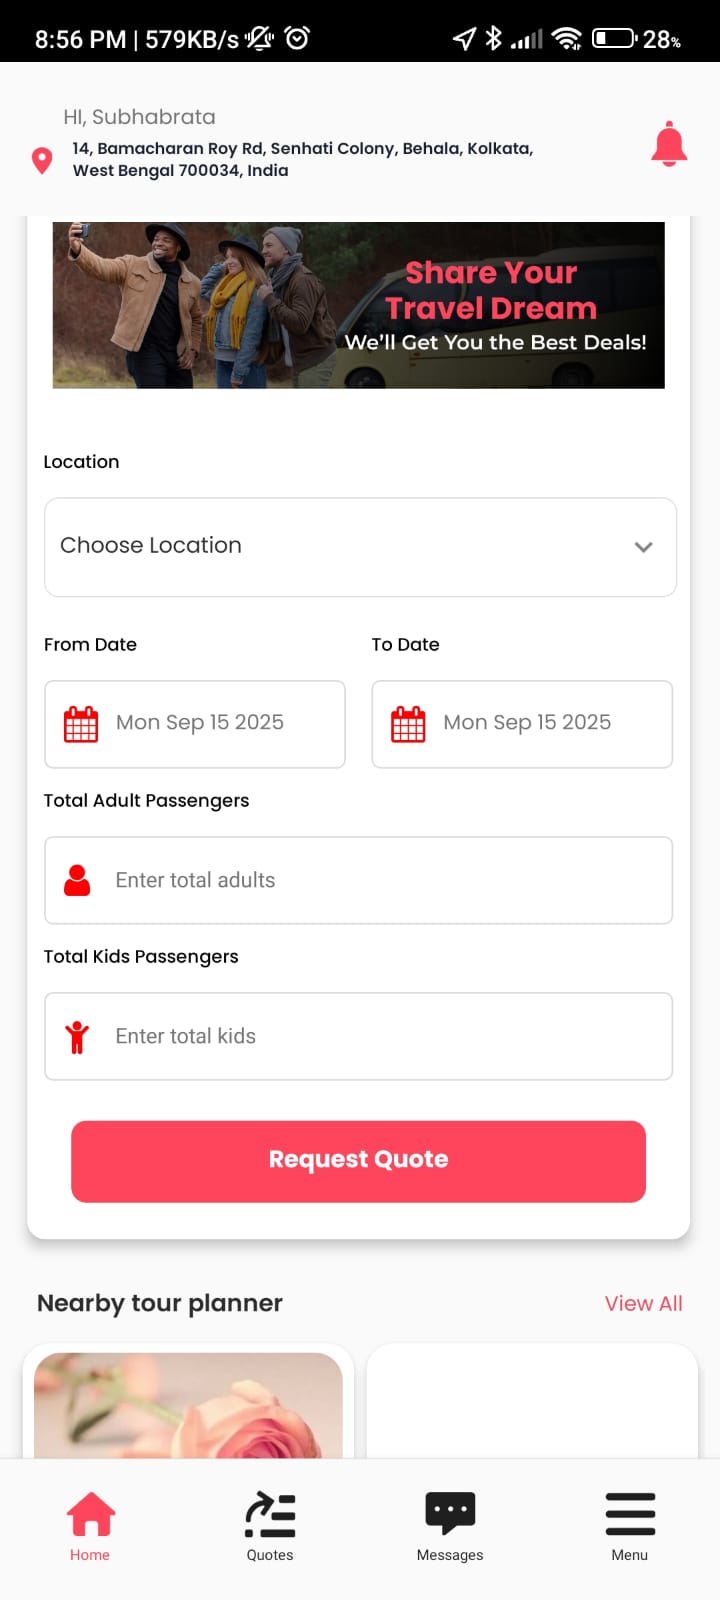 8:56 PM | 579KB/s
28%
HI, Subhabrata
14, Bamacharan Roy Rd, Senhati Colony, Behala, Kolkata,
West Bengal 700034, India
Share Your
Travel Dream
We'll Get You the Best Deals!
Location
Choose Location
From Date
To Date
Mon Sep 15 2025
Mon Sep 15 2025
Total Adult Passengers
Enter total adults
Total Kids Passengers
Enter total kids
Request Quote
Nearby tour planner
View All
Home
Quotes
Messages
Menu